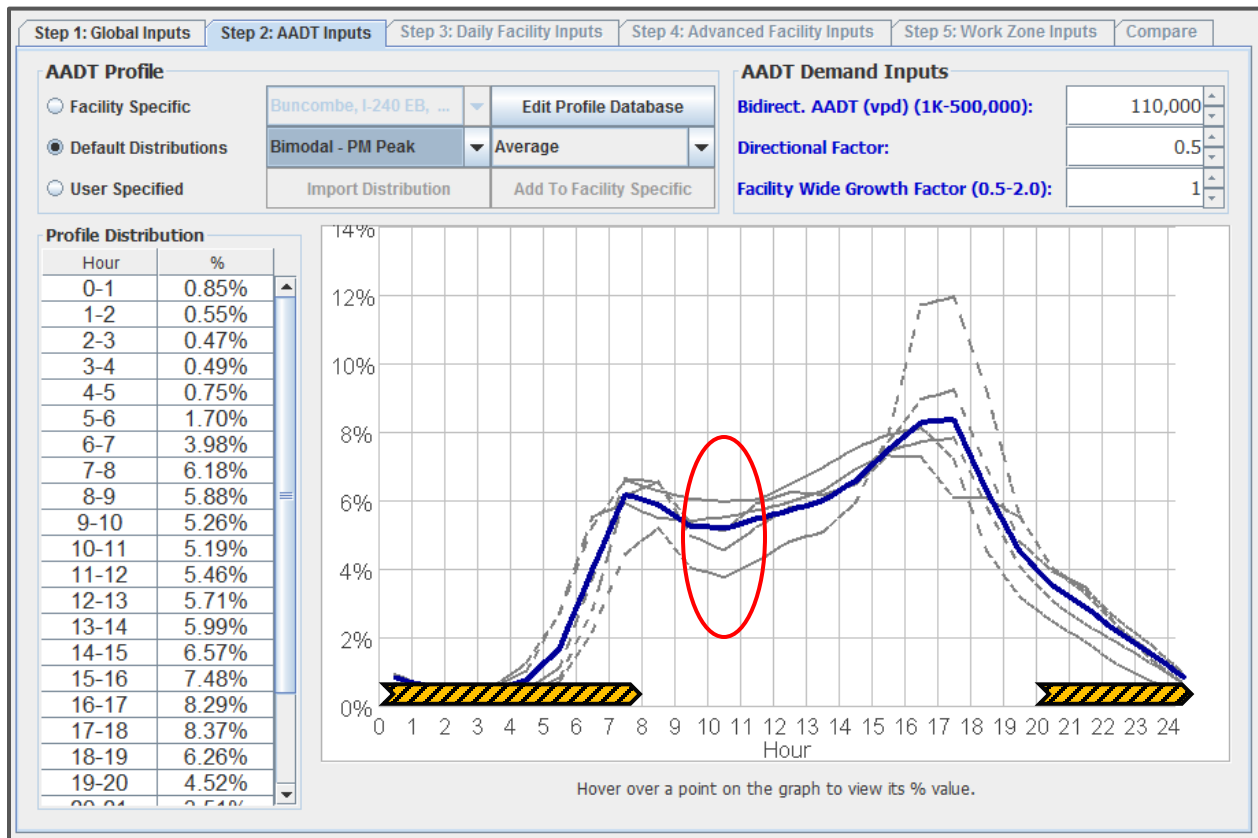 Step 1: Global Inputs Step 2: AADT Inputs Step 3: Daily Facility Inputs Step 4: Advanced Facility Inputs Step 5: Work Zone Inputs Compare
AADT Profile
Facility Specific Buncombe, I-240 EB, ... Edit Profile Database
Default Distributions Bimodal - PM Peak Average
User Specified Import Distribution Add To Facility Specific
AADT Demand Inputs
Bidirect. AADT (vpd) (1K-500,000): 110,000
Directional Factor: 0.5
Facility Wide Growth Factor (0.5-2.0): 1
Profile Distribution
Hour %
0-1 0.85%
1-2 0.55%
2-3 0.47%
3-4 0.49%
4-5 0.75%
5-6 1.70%
6-7 3.98%
7-8 6.18%
8-9 5.88%
9-10 5.26%
10-11 5.19%
11-12 5.46%
12-13 5.71%
13-14 5.99%
14-15 6.57%
15-16 7.48%
16-17 8.29%
17-18 8.37%
18-19 6.26%
19-20 4.52%
14%
12%
10%
8%
6%
4%
2%
0%
0 1 2 3 4 5 6 7 8 9 10 11 12 13 14 15 16 17 18 19 20 21 22 23 24
Hour
Hover over a point on the graph to view its % value.